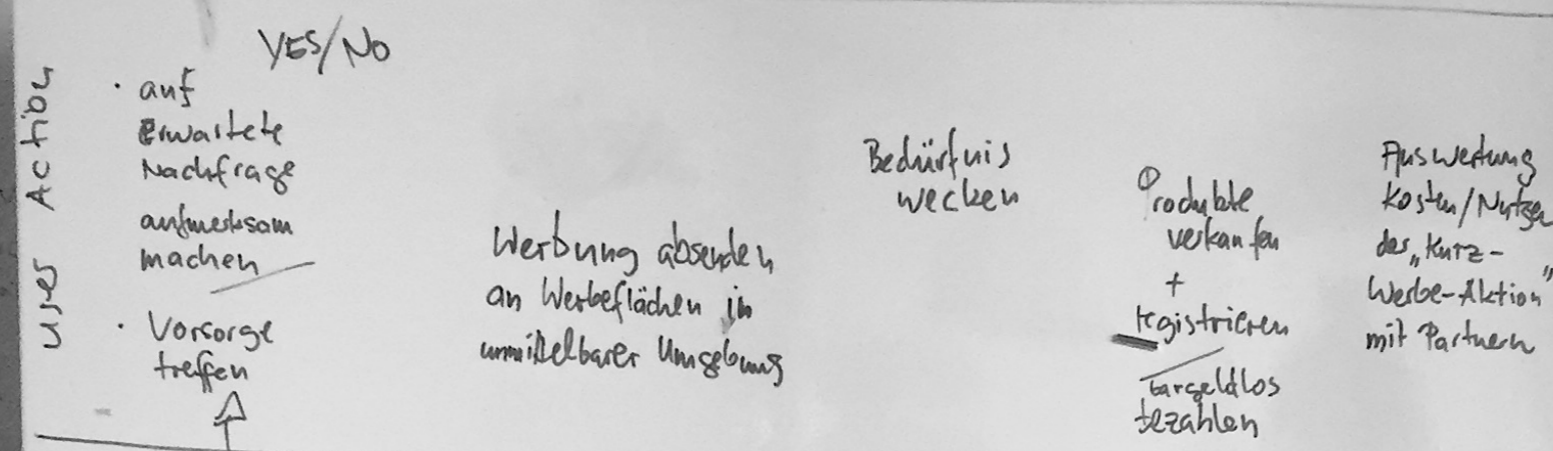 User Action
YES/NO
· auf
Erwartete
Nachfrage
aufmerksam
machen
· Vorsorge
treffen
Werbung absenden
an Werbeflächen in
unmittelbarer Umgebung
Bedürfnis
wecken
Produkte
verkaufen
+
registrieren
bargeldlos
bezahlen
Auswertung
Kosten/Nutzen
der „Kurz-
Werbe-Aktion"
mit Partnern